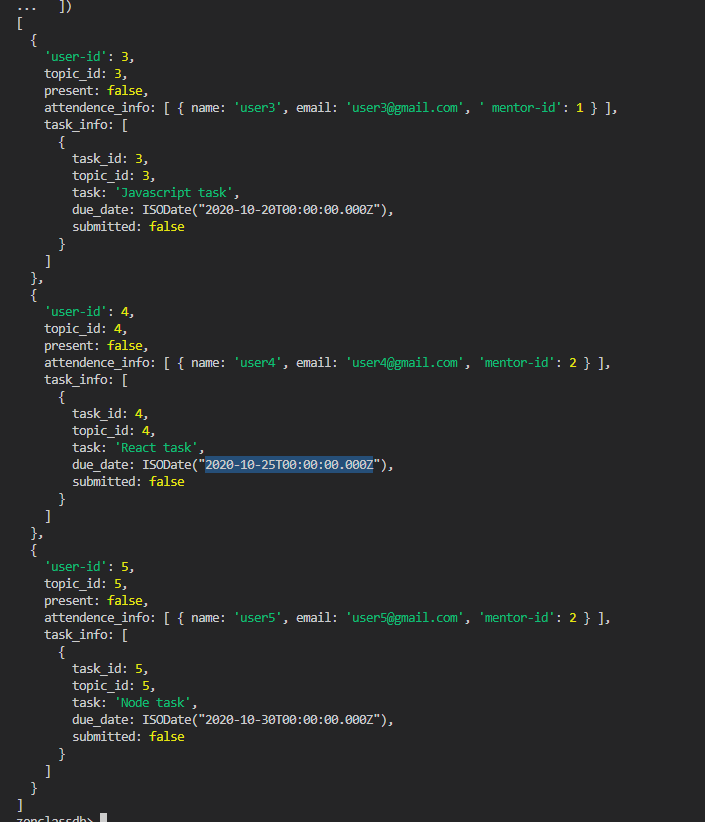 ...   ])
[
  {
    'user-id': 3,
    topic_id: 3,
    present: false,
    attendence_info: [ { name: 'user3', email: 'user3@gmail.com', ' mentor-id': 1 } ],
    task_info: [
      {
        task_id: 3,
        topic_id: 3,
        task: 'Javascript task',
        due_date: ISODate("2020-10-20T00:00:00.000Z"),
        submitted: false
      }
    ]
  },
  {
    'user-id': 4,
    topic_id: 4,
    present: false,
    attendence_info: [ { name: 'user4', email: 'user4@gmail.com', 'mentor-id': 2 } ],
    task_info: [
      {
        task_id: 4,
        topic_id: 4,
        task: 'React task',
        due_date: ISODate("2020-10-25T00:00:00.000Z"),
        submitted: false
      }
    ]
  },
  {
    'user-id': 5,
    topic_id: 5,
    present: false,
    attendence_info: [ { name: 'user5', email: 'user5@gmail.com', 'mentor-id': 2 } ],
    task_info: [
      {
        task_id: 5,
        topic_id: 5,
        task: 'Node task',
        due_date: ISODate("2020-10-30T00:00:00.000Z"),
        submitted: false
      }
    ]
  }
]
zenclassdb>